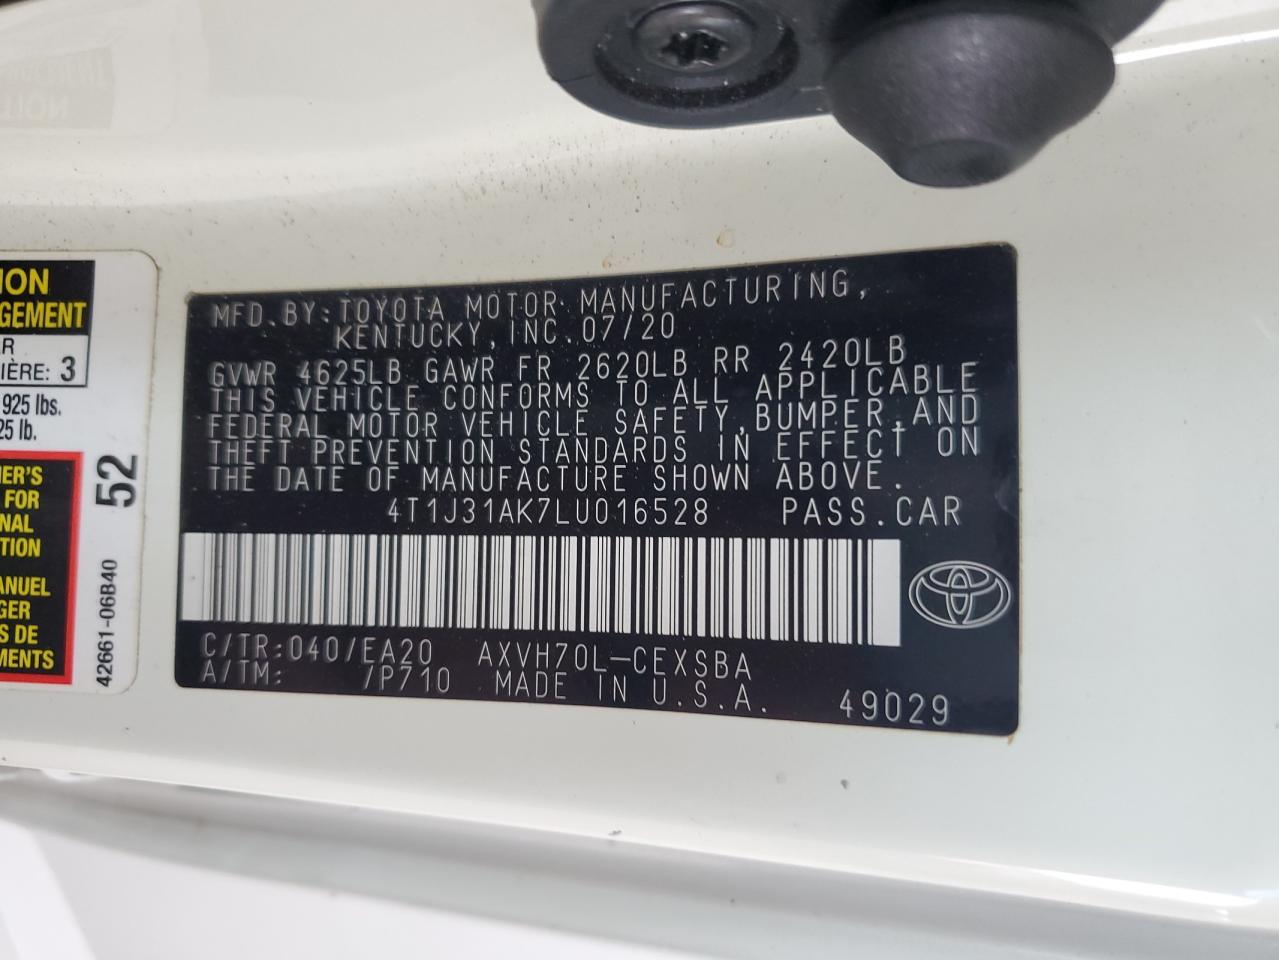 ION
GEMENT
R
IÈRE: 3
925 lbs.
25 lb.
ER'S
FOR
NAL
TION
ANUEL
GER
S DE
MENTS
52
42661-06B40
MFD.BY:TOYOTA MOTOR MANUFACTURING,
KENTUCKY, INC.07/20
GVWR 4625LB GAWR FR 2620LB RR 2420LB
THIS VEHICLE CONFORMS TO ALL APPLICABLE
FEDERAL MOTOR VEHICLE SAFETY,BUMPER,AND
THEFT PREVENTION STANDARDS IN EFFECT ON
THE DATE OF MANUFACTURE SHOWN ABOVE.
4T1J31AK7LU016528 PASS.CAR
C/TR:040/EA20 AXVH70L-CEXSBA
A/TM: /P710 MADE IN U.S.A. 49029